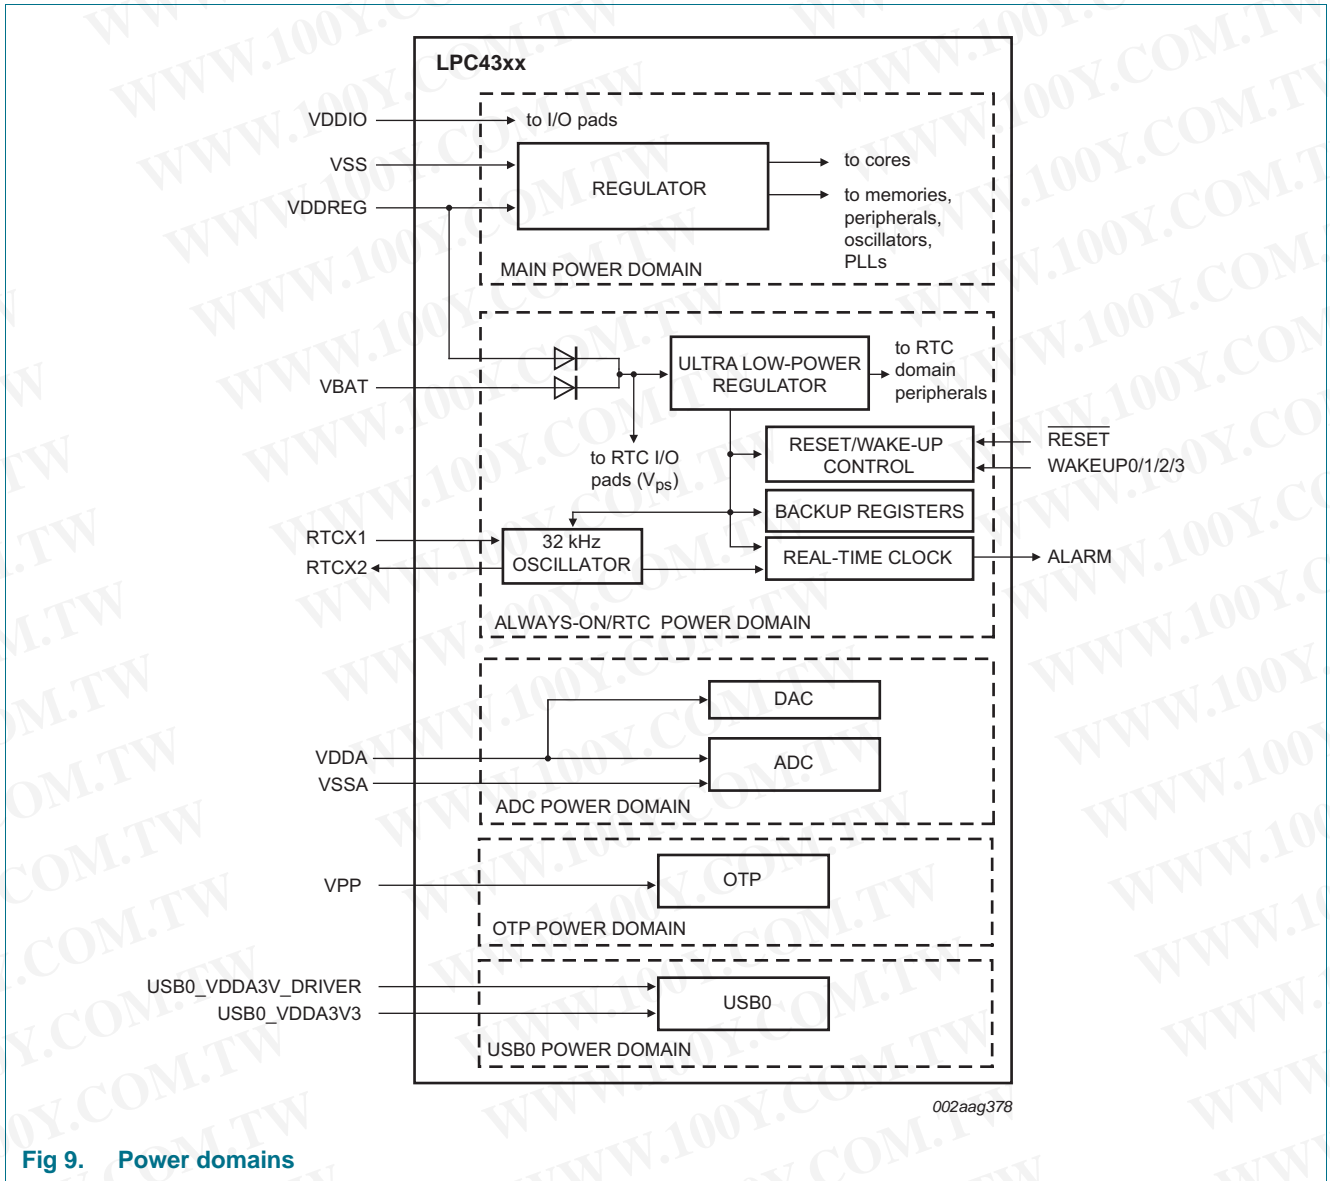 LPC43xx
VDDIO
to I/O pads
VSS
REGULATOR
to cores
VDDREG
to memories,
peripherals,
oscillators,
PLLs
MAIN POWER DOMAIN
VBAT
ULTRA LOW-POWER
REGULATOR
to RTC
domain
peripherals
to RTC I/O
pads (Vps)
RESET/WAKE-UP
CONTROL
RESET
WAKEUP0/1/2/3
BACKUP REGISTERS
RTCX1
RTCX2
32 kHz
OSCILLATOR
REAL-TIME CLOCK
ALARM
ALWAYS-ON/RTC POWER DOMAIN
DAC
VDDA
VSSA
ADC
ADC POWER DOMAIN
VPP
OTP
OTP POWER DOMAIN
USB0_VDDA3V_DRIVER
USB0_VDDA3V3
USB0
USB0 POWER DOMAIN
002aag378
Fig 9. Power domains
WWW.100Y.COM.TW